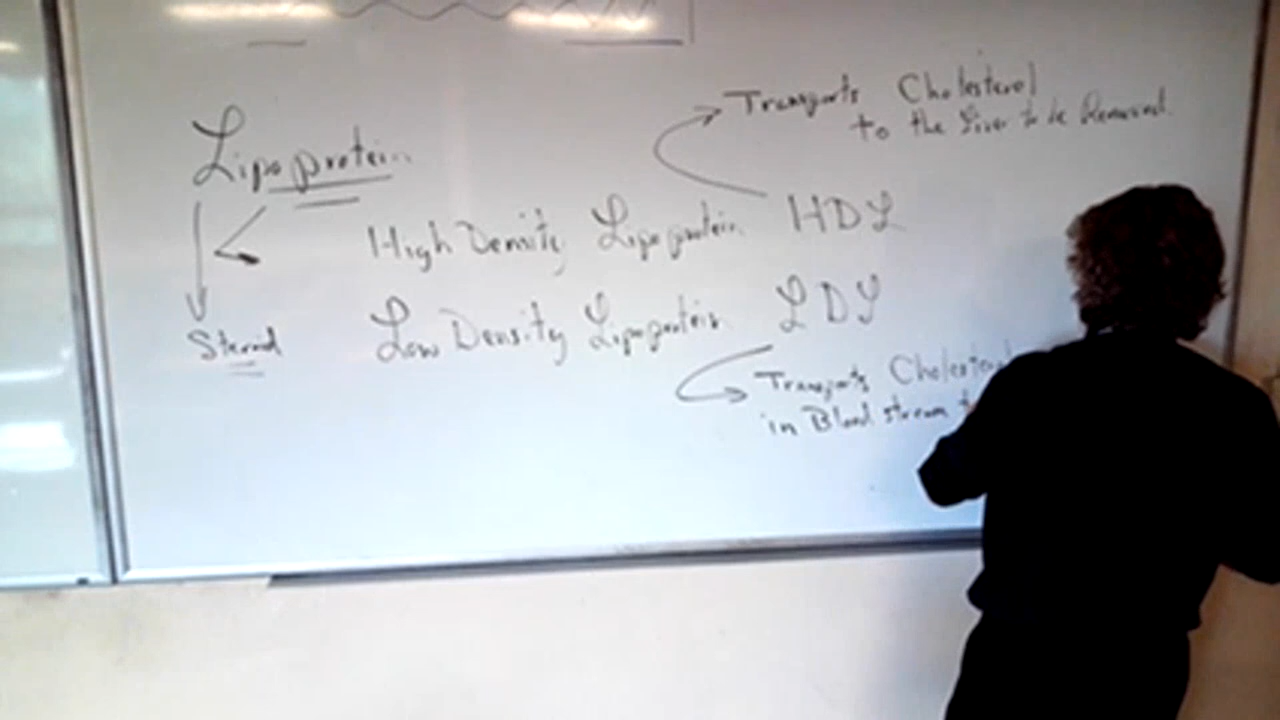 Transports Cholesterol
to the Liver to be Removed.
Lipoprotein
High Density Lipoprotein HDL
Low Density Lipoprotein LDL
Steroid
Transports Cholesterol
in Blood stream